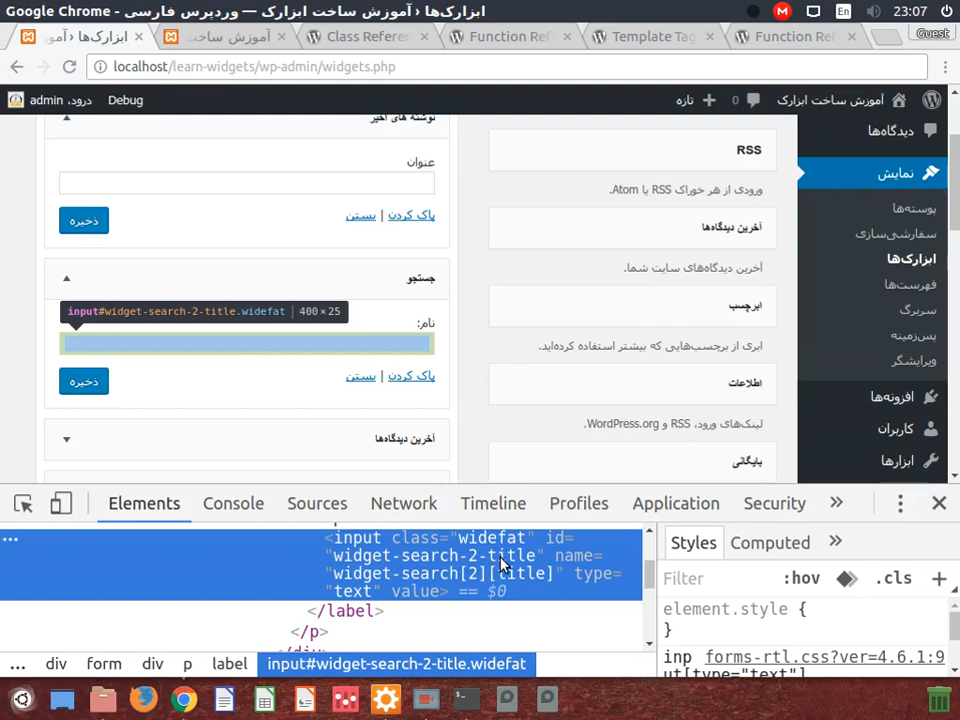 Google Chrome ابزارک‌ها ‹ آموزش ساخت ابزارک — وردپرس فارسی
En
23:07
ابزارک‌ها ‹ آموز
آموزش ساخت
Class Referen
Function Ref
Template Tag
Function Ref
Guest
localhost/learn-widgets/wp-admin/widgets.php
آموزش ساخت ابزارک
0
تازه
Debug
درود، admin
دیدگاه‌ها
نمایش
پوسته‌ها
سفارشی‌سازی
ابزارک‌ها
فهرست‌ها
سربرگ
پس‌زمینه
ویرایشگر
افزونه‌ها
کاربران
ابزارها
RSS
ورودی از هر خوراک RSS یا Atom.
آخرین دیدگاه‌ها
آخرین دیدگاه‌های سایت شما.
ابر‌چسب
ابری از برچسب‌هایی که بیشتر استفاده کرده‌اید.
اطلاعات
لینک‌های ورود، RSS و WordPress.org.
بایگانی
نوشته های اخیر
عنوان
پاک کردن | بستن
ذخیره
جستجو
input#widget-search-2-title.widefat | 400×25
نام:
پاک کردن | بستن
ذخیره
آخرین دیدگاه‌ها
Elements Console Sources Network Timeline Profiles Application Security »
<input class="widefat" id=
"widget-search-2-title" name=
"widget-search[2][title]" type=
"text" value> == $0
</label>
</p>
... div form div p label input#widget-search-2-title.widefat
Styles Computed »
Filter :hov .cls +
element.style {
}
inp forms-rtl.css?ver=4.6.1:9
ut[type="text"],